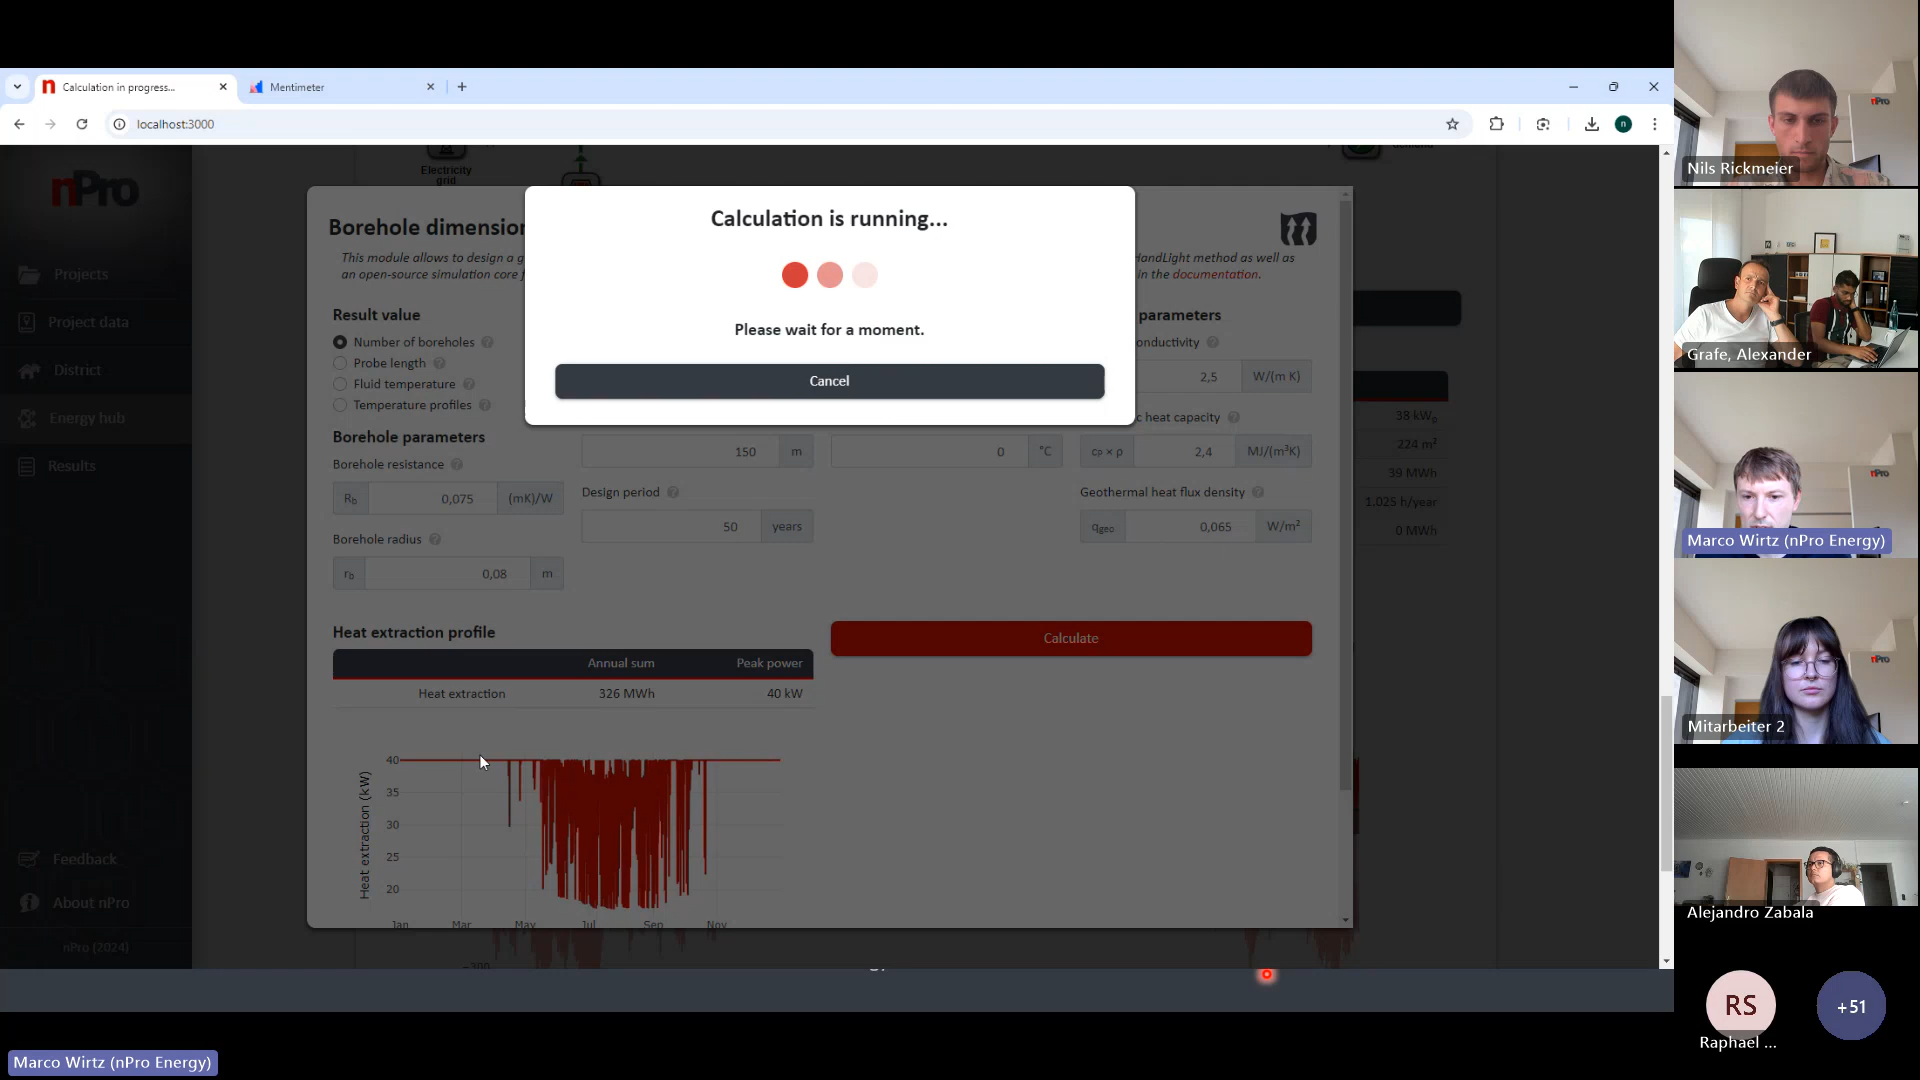 Calculation in progress...
Mentimeter
localhost:3000
nPro
Projects
Project data
District
Energy hub
Results
Feedback
About nPro
nPro (2024)
Electricity
grid
Calculation is running...
Please wait for a moment.
Cancel
Borehole dimension
This module allows to design a g
an open-source simulation core f
HandLight method as well as
in the documentation.
Result value
Number of boreholes
Probe length
Fluid temperature
Temperature profiles
Borehole parameters
Borehole resistance
Rb 0,075 (mK)/W
Borehole radius
rb 0,08 m
150 m
Design period
50 years
0 °C
parameters
onductivity
2,5 W/(m K)
c heat capacity
cP × ρ 2,4 MJ/(m³K)
Geothermal heat flux density
qgeo 0,065 W/m²
38 kWp
224 m²
39 MWh
1.025 h/year
0 MWh
Heat extraction profile
Annual sum Peak power
Heat extraction 326 MWh 40 kW
Calculate
Heat extraction (kW)
40
35
30
25
20
Jan Mar May Jul Sep Nov
−300
Nils Rickmeier
Grafe, Alexander
Marco Wirtz (nPro Energy)
Mitarbeiter 2
Alejandro Zabala
RS
Raphael ...
+51
Marco Wirtz (nPro Energy)